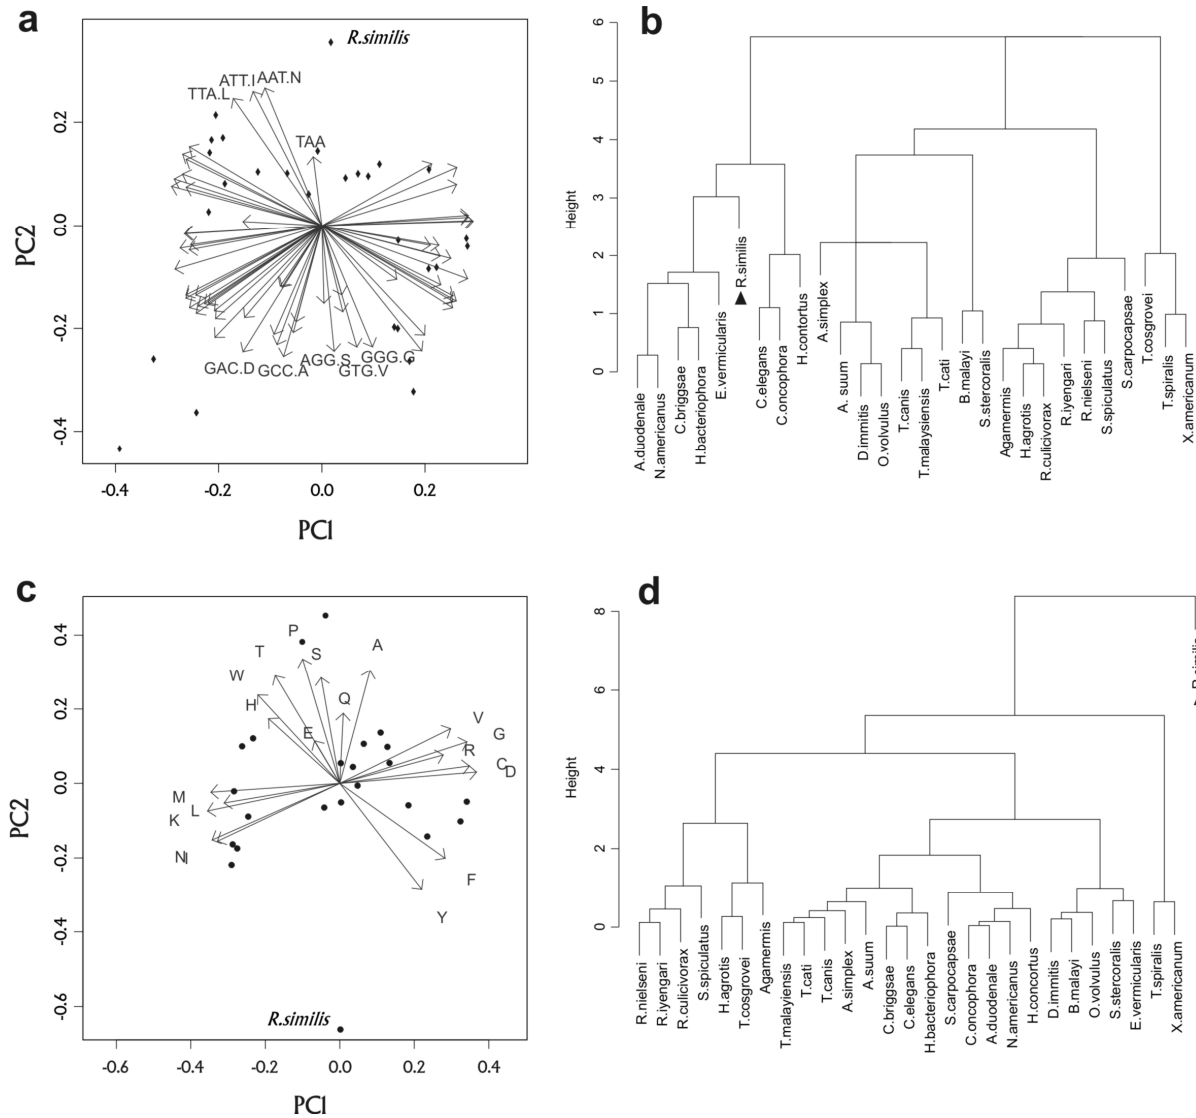 a
R.similis
ATT.I
AAT.N
TTA.L
TAA
GAC.D
GCC.A
AGG.S
GTG.V
GGG.G
0.2
0.0
-0.2
-0.4
PC2
-0.4
-0.2
0.0
0.2
PC1
b
6
5
4
3
2
1
0
Height
A.duodenale
N.americanus
C.briggsae
H.bacteriophora
E.vermicularis
R.similis
C.elegans
C.oncophora
H.contortus
A.simplex
A. suum
D.immitis
O.volvulus
T.canis
T.malaysiensis
T.cati
B.malayi
S.stercoralis
Agamermis
H.agrotis
R.culicivorax
R.iyengari
R.nielseni
S.spiculatus
S.carpocapsae
T.cosgrovei
T.spiralis
X.americanum
c
P
A
T
S
W
H
Q
E
V
G
R
C
D
M
L
K
N
I
F
Y
R.similis
0.4
0.2
0.0
-0.2
-0.4
-0.6
PC2
-0.6
-0.4
-0.2
0.0
0.2
0.4
PC1
d
8
6
4
2
0
Height
R.similis
R.nielseni
R.iyengari
R.culicivorax
S.spiculatus
H.agrotis
T.cosgrovei
Agamermis
T.malayiensis
T.cati
T.canis
A.simplex
A.suum
C.briggsae
C.elegans
H.bacteriophora
S.carpocapsae
C.oncophora
A.duodenale
N.americanus
H.concortus
D.immitis
B.malayi
O.volvulus
S.stercoralis
E.vermicularis
T.spiralis
X.americanum